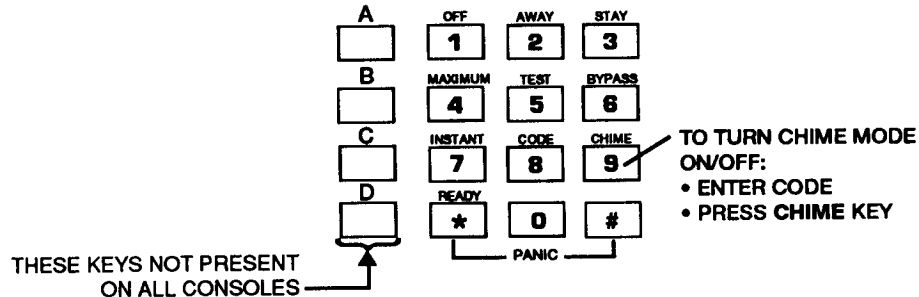 A OFF AWAY STAY
1 2 3
B MAXIMUM TEST BYPASS
4 5 6
C INSTANT CODE CHIME
7 8 9
D READY
* 0 #
PANIC
TO TURN CHIME MODE
ON/OFF:
• ENTER CODE
• PRESS CHIME KEY
THESE KEYS NOT PRESENT
ON ALL CONSOLES